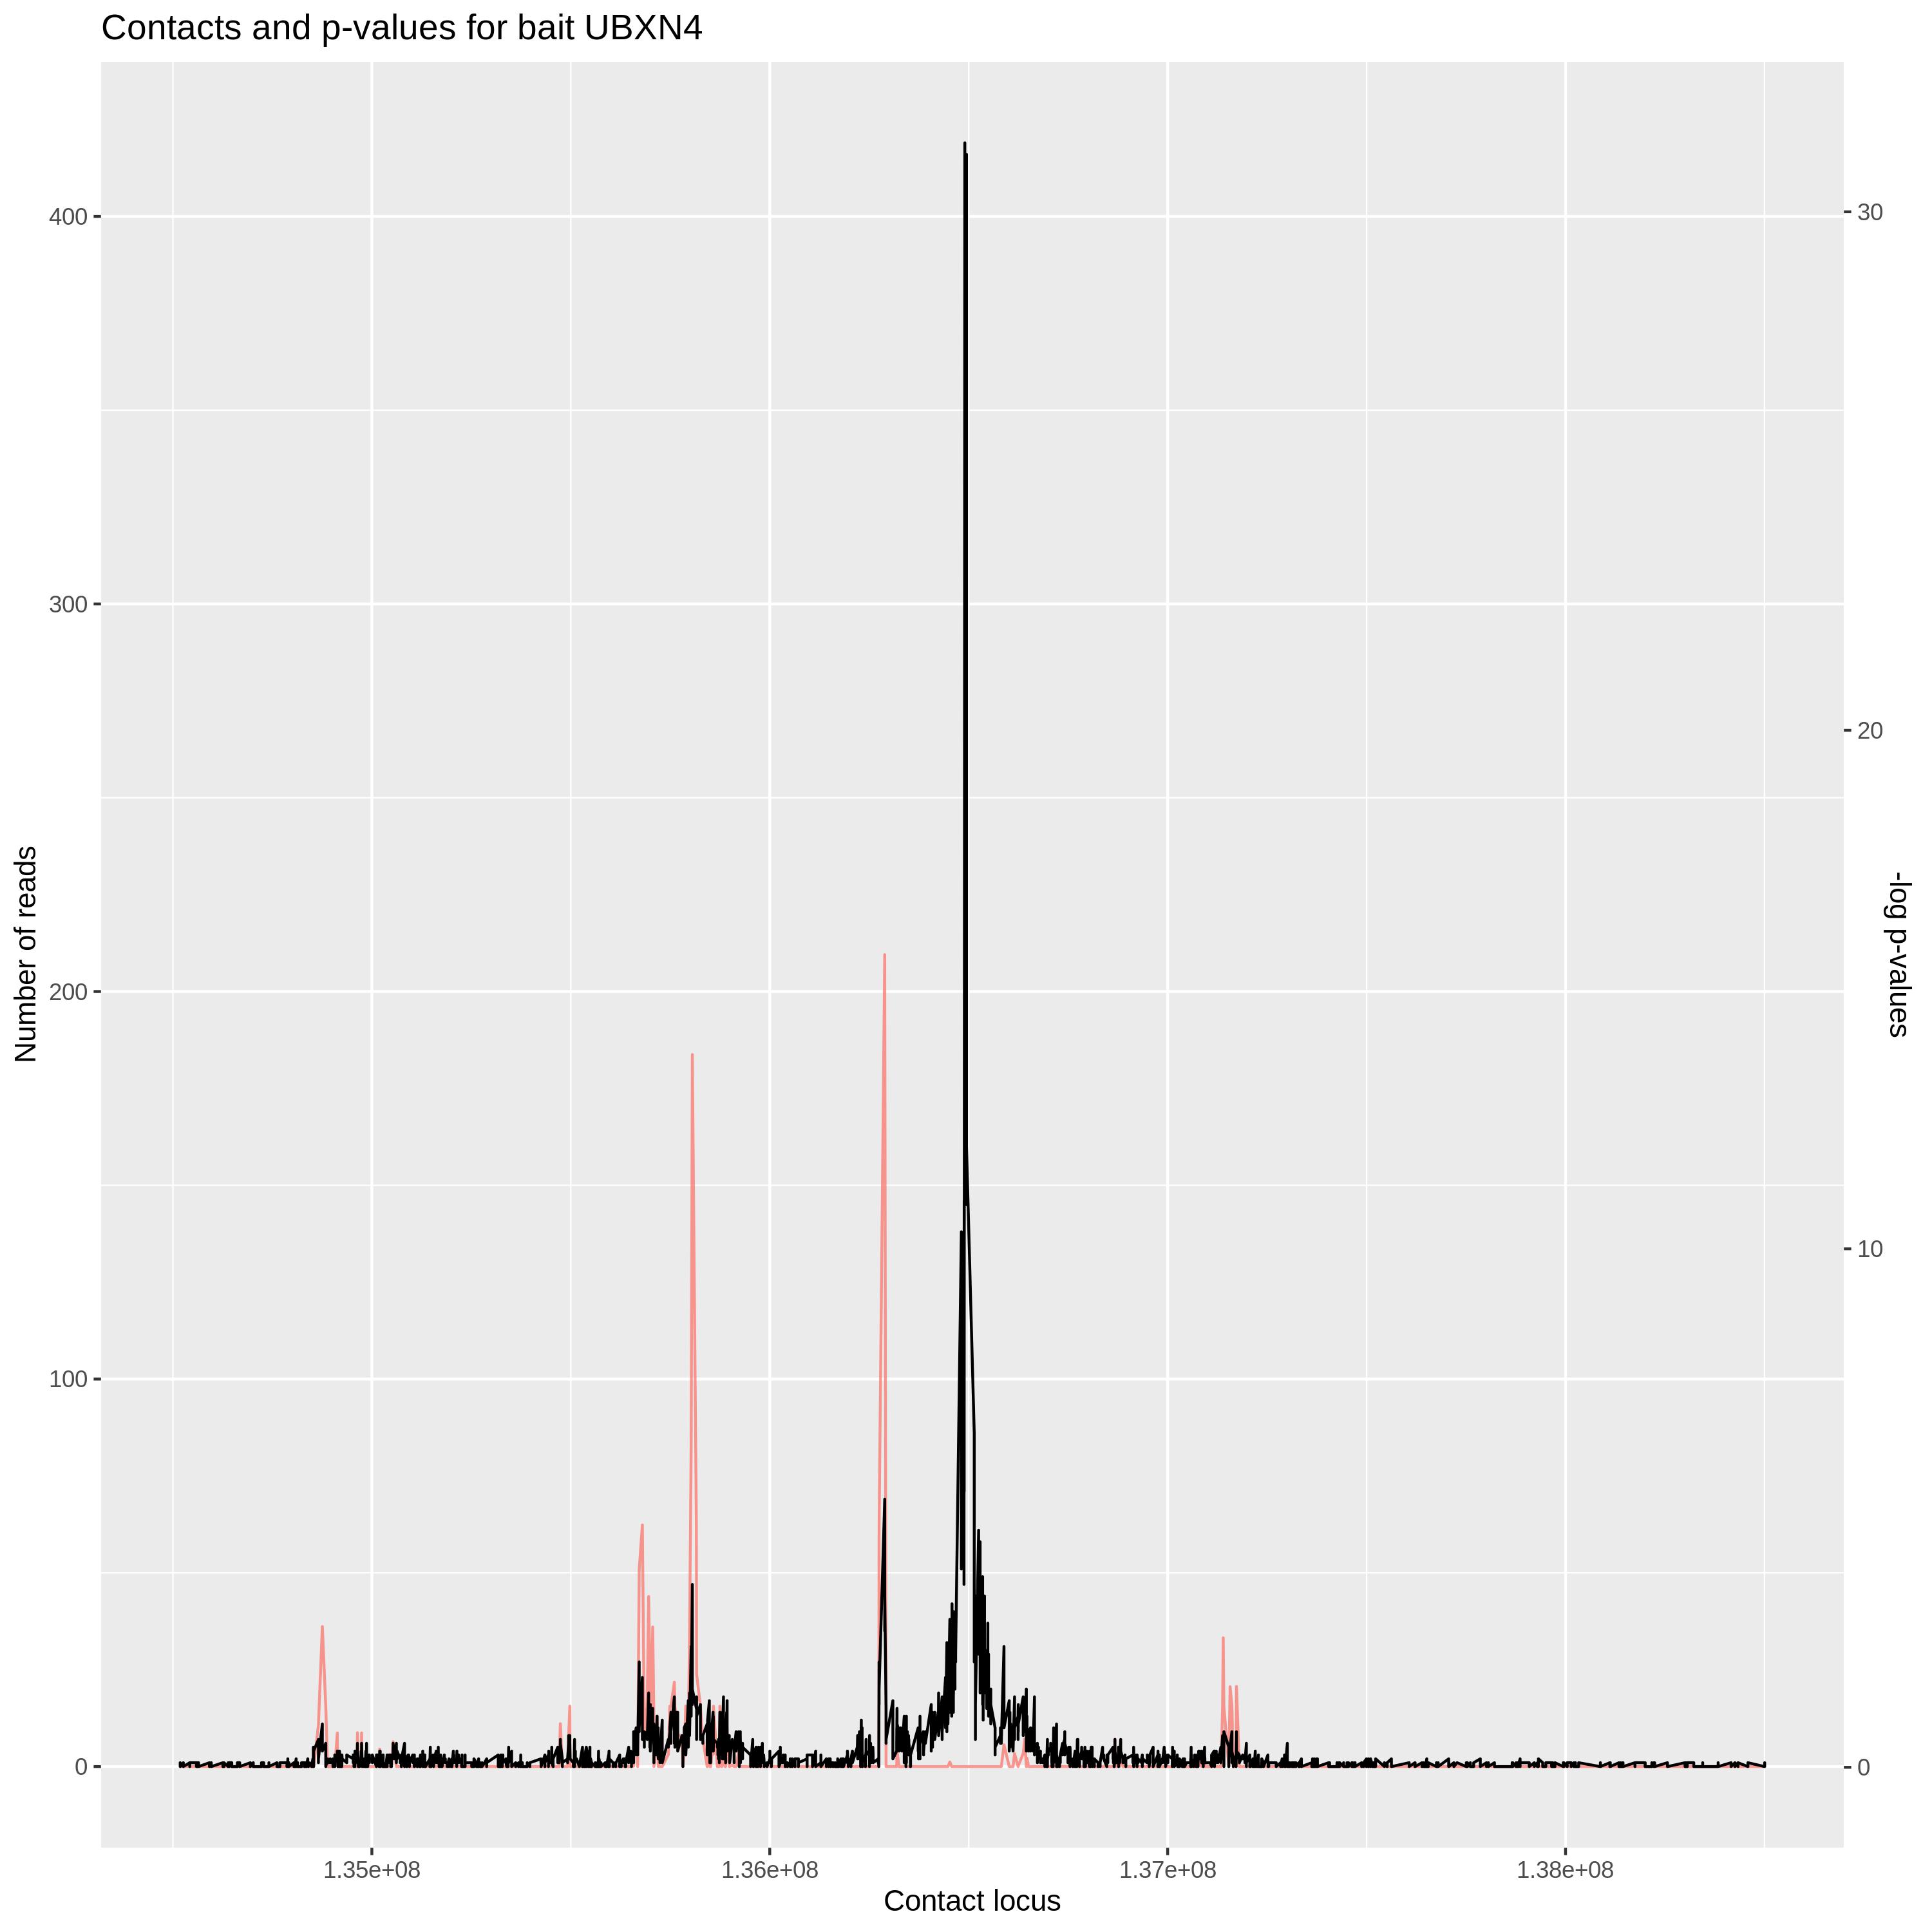 Contacts and p-values for bait UBXN4
Number of reads
400
300
200
100
0
30
20
10
0
-log p-values
1.35e+08
1.36e+08
1.37e+08
1.38e+08
Contact locus